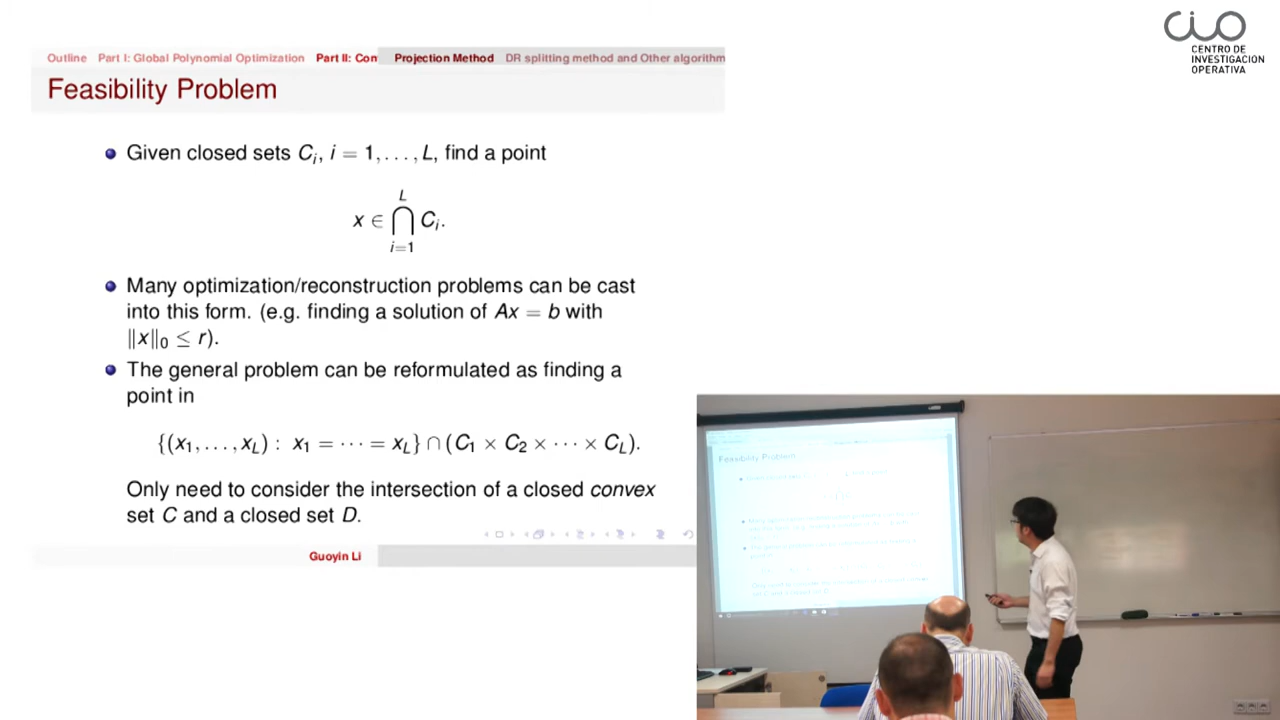 Outline Part I: Global Polynomial Optimization Part II: Con Projection Method DR splitting method and Other algorithm
Feasibility Problem
Given closed sets C_i, i = 1, . . . , L, find a point
x ∈ ⋂_{i=1}^{L} C_i.
Many optimization/reconstruction problems can be cast
into this form. (e.g. finding a solution of Ax = b with
‖x‖_0 ≤ r).
The general problem can be reformulated as finding a
point in
{(x_1, . . . , x_L) : x_1 = · · · = x_L} ∩ (C_1 × C_2 × · · · × C_L).
Only need to consider the intersection of a closed convex
set C and a closed set D.
Guoyin Li
CIO
CENTRO DE
INVESTIGACION
OPERATIVA
Feasibility Problem